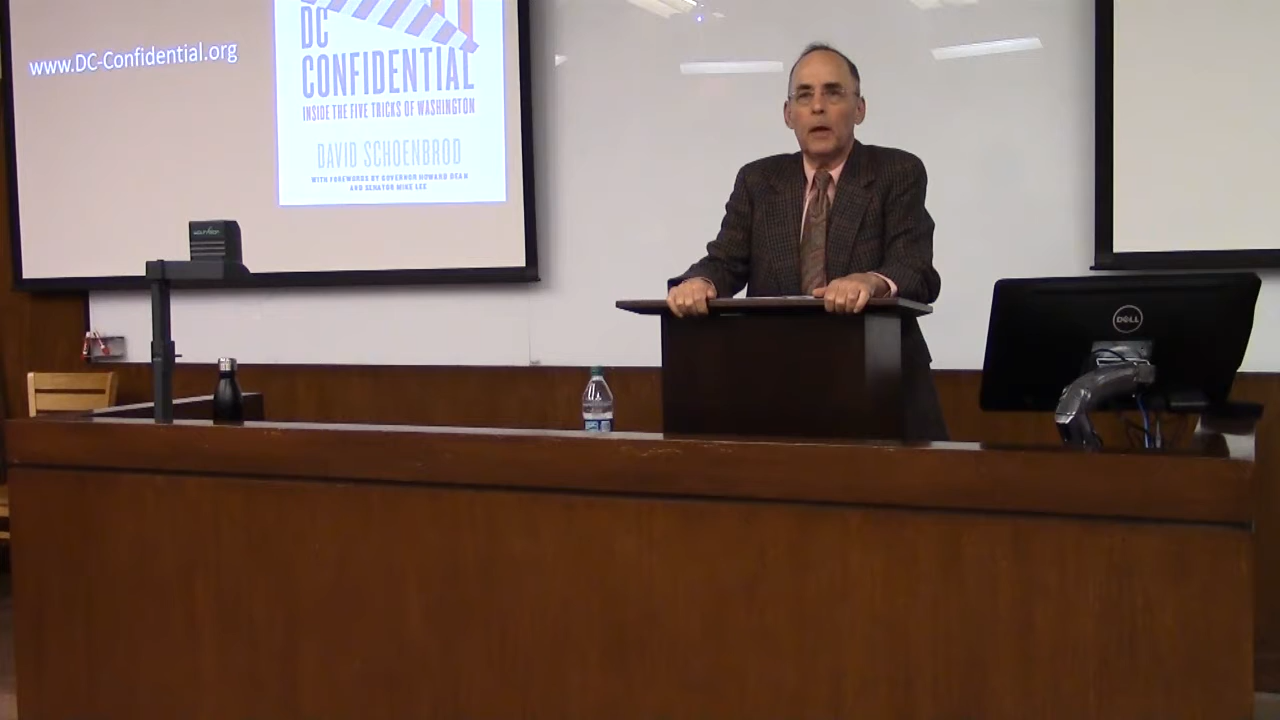 www.DC-Confidential.org
DC
CONFIDENTIAL
INSIDE THE FIVE TRICKS OF WASHINGTON
DAVID SCHOENBROD
WITH FOREWORDS BY GOVERNOR HOWARD DEAN
AND SENATOR MIKE LEE
WolfVision
DELL